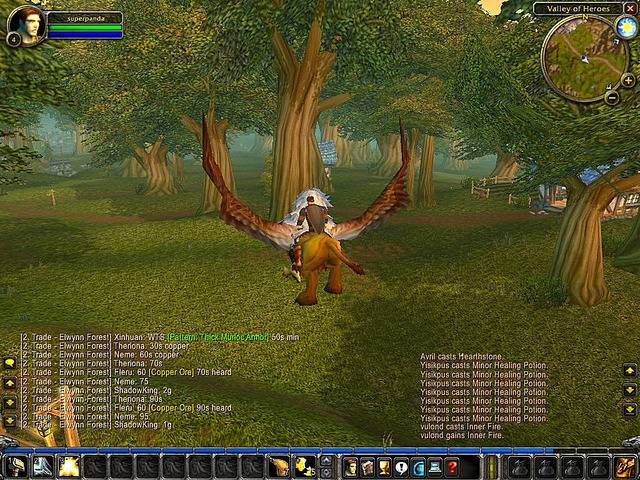 superpanda
4
Valley of Heroes
N
[2. Trade - Elwynn Forest] Xinhuan: WTS [Pattern: Thick Murloc Armor] 50s min
[2. Trade - Elwynn Forest] Theriona: 30s copper
[2. Trade - Elwynn Forest] Neme: 60s copper
[2. Trade - Elwynn Forest] Theriona: 70s
[2. Trade - Elwynn Forest] Fleru: 60 [Copper Ore] 70s heard
[2. Trade - Elwynn Forest] Neme: 75
[2. Trade - Elwynn Forest] ShadowKing: 2g
[2. Trade - Elwynn Forest] Theriona: 90s
[2. Trade - Elwynn Forest] Fleru: 60 [Copper Ore] 90s heard
[2. Trade - Elwynn Forest] Neme: 95
[2. Trade - Elwynn Forest] ShadowKing: 1g
Avril casts Hearthstone.
Yisikpus casts Minor Healing Potion.
Yisikpus casts Minor Healing Potion.
Yisikpus casts Minor Healing Potion.
Yisikpus casts Minor Healing Potion.
Yisikpus casts Minor Healing Potion.
Yisikpus casts Minor Healing Potion.
vulond casts Inner Fire.
vulond gains Inner Fire.